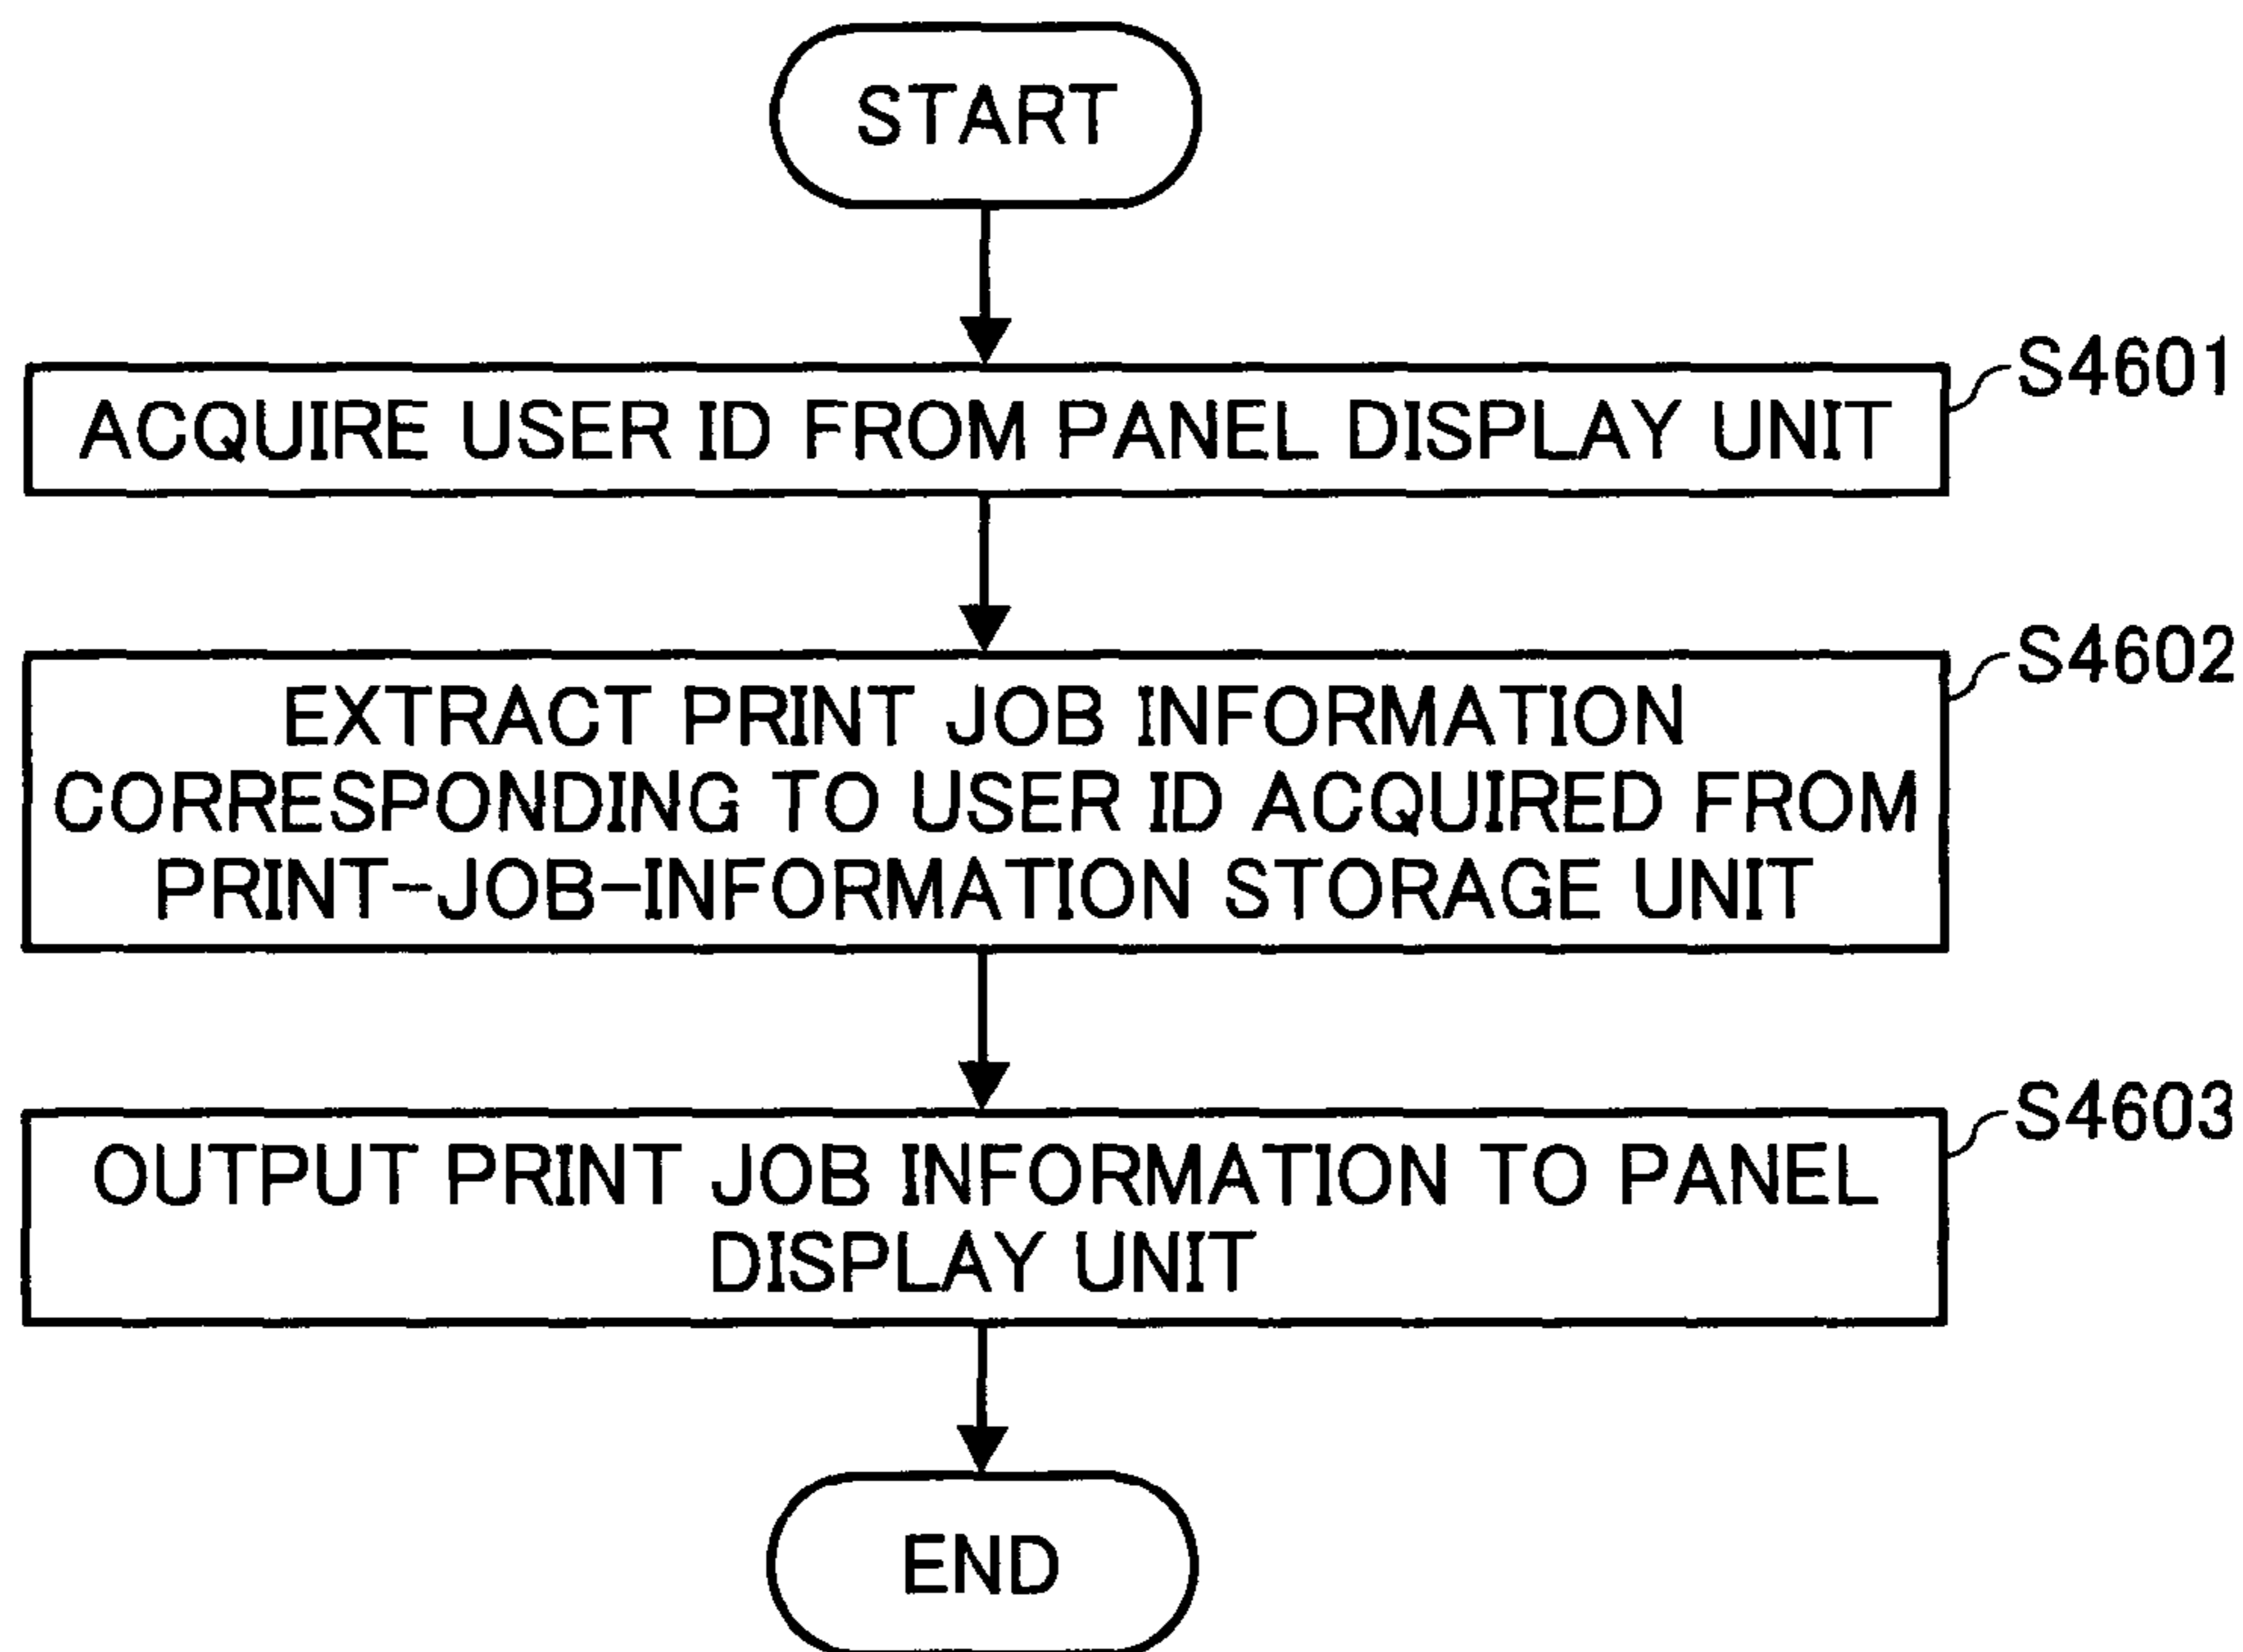 START
S4601
ACQUIRE USER ID FROM PANEL DISPLAY UNIT
S4602
EXTRACT PRINT JOB INFORMATION
CORRESPONDING TO USER ID ACQUIRED FROM
PRINT-JOB-INFORMATION STORAGE UNIT
S4603
OUTPUT PRINT JOB INFORMATION TO PANEL
DISPLAY UNIT
END